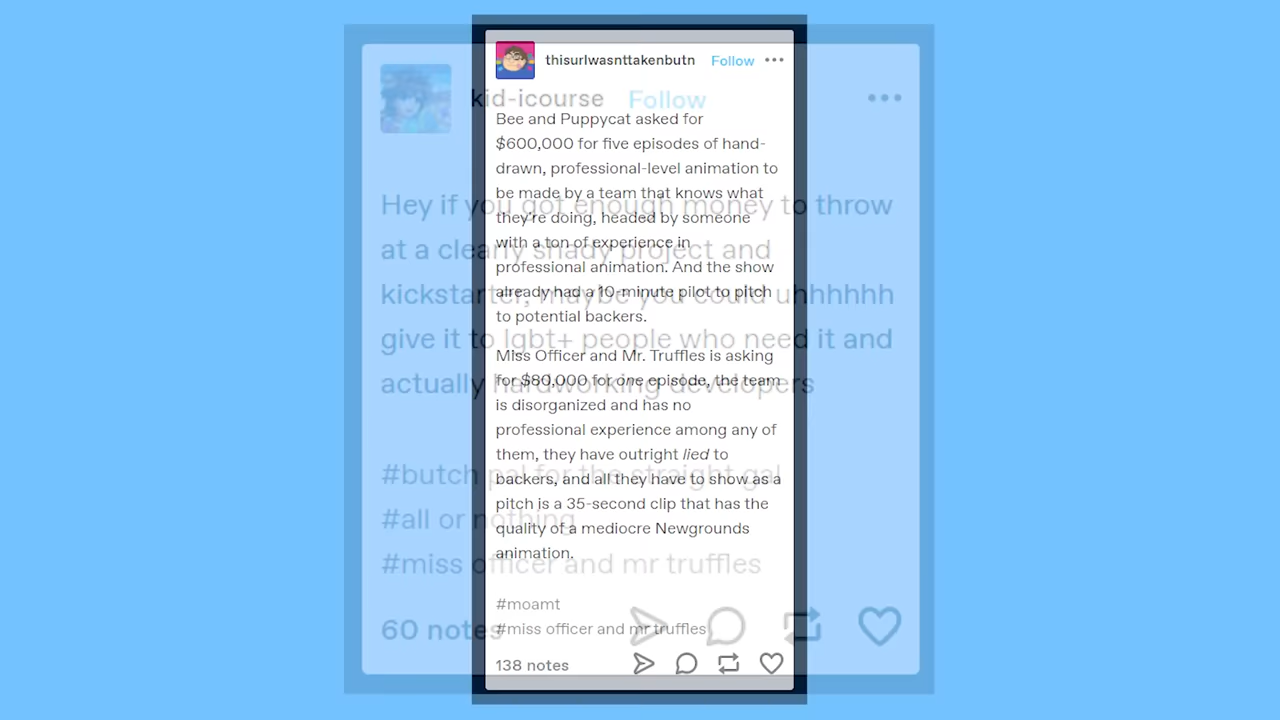 thisurlwasnttakenbutn Follow
Bee and Puppycat asked for
$600,000 for five episodes of hand-
drawn, professional-level animation to
be made by a team that knows what
they're doing, headed by someone
with a ton of experience in
professional animation. And the show
already had a 10-minute pilot to pitch
to potential backers.
Miss Officer and Mr. Truffles is asking
for $80,000 for one episode, the team
is disorganized and has no
professional experience among any of
them, they have outright lied to
backers, and all they have to show as a
pitch is a 35-second clip that has the
quality of a mediocre Newgrounds
animation.
#moamt
#miss officer and mr truffles
138 notes
kid-icourse Follow
Hey if you got enough money to throw
at a clearly shady project and
kickstarter, maybe you could uhhhhhh
give it to lgbt+ people who need it and
actually hardworking developers
#butch pal for the straight gal
#all or nothing
#miss officer and mr truffles
60 notes